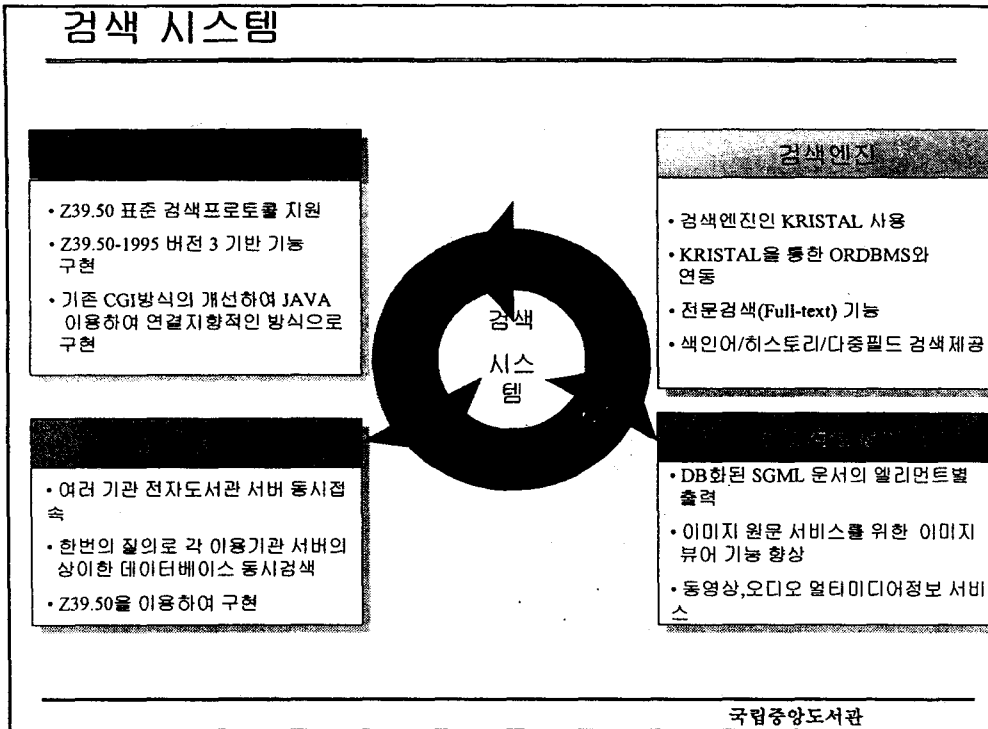 검색 시스템
• Z39.50 표준 검색프로토콜 지원
• Z39.50-1995 버전 3 기반 기능
구현
• 기존 CGI방식의 개선하여 JAVA
이용하여 연결지향적인 방식으로
구현
검색엔진
• 검색엔진인 KRISTAL 사용
• KRISTAL을 통한 ORDBMS와
연동
• 전문검색(Full-text) 기능
• 색인어/히스토리/다중필드 검색제공
검색
시스
템
• 여러 기관 전자도서관 서버 동시접
속
• 한번의 질의로 각 이용기관 서버의
상이한 데이터베이스 동시검색
• Z39.50을 이용하여 구현
• DB화된 SGML 문서의 엘리먼트별
출력
• 이미지 원문 서비스를 위한 이미지
뷰어 기능 향상
• 동영상,오디오 멀티미디어정보 서비
스
국립중앙도서관